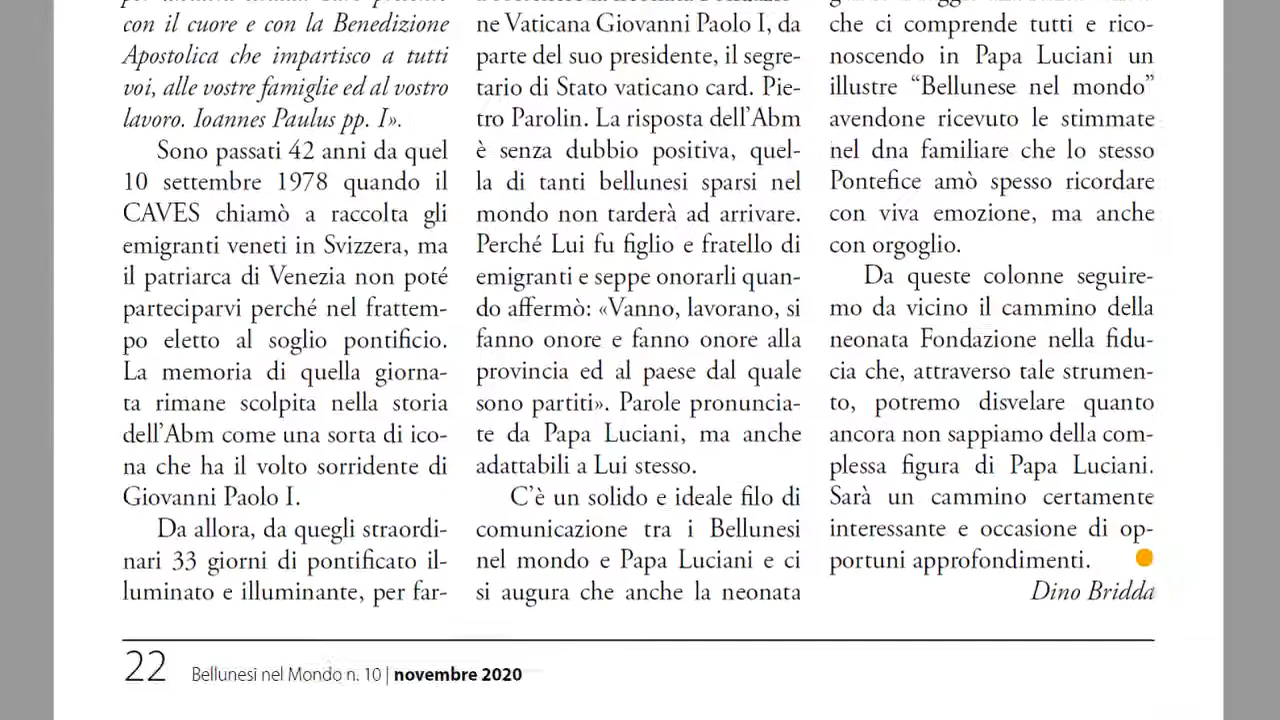 con il cuore e con la Benedizione
Apostolica che impartisco a tutti
voi, alle vostre famiglie ed al vostro
lavoro. Ioannes Paulus pp. I».
Sono passati 42 anni da quel
10 settembre 1978 quando il
CAVES chiamò a raccolta gli
emigranti veneti in Svizzera, ma
il patriarca di Venezia non poté
parteciparvi perché nel frattem-
po eletto al soglio pontificio.
La memoria di quella giorna-
ta rimane scolpita nella storia
dell'Abm come una sorta di ico-
na che ha il volto sorridente di
Giovanni Paolo I.
Da allora, da quegli straordi-
nari 33 giorni di pontificato il-
luminato e illuminante, per far-
ne Vaticana Giovanni Paolo I, da
parte del suo presidente, il segre-
tario di Stato vaticano card. Pie-
tro Parolin. La risposta dell'Abm
è senza dubbio positiva, quel-
la di tanti bellunesi sparsi nel
mondo non tarderà ad arrivare.
Perché Lui fu figlio e fratello di
emigranti e seppe onorarli quan-
do affermò: «Vanno, lavorano, si
fanno onore e fanno onore alla
provincia ed al paese dal quale
sono partiti». Parole pronuncia-
te da Papa Luciani, ma anche
adattabili a Lui stesso.
C'è un solido e ideale filo di
comunicazione tra i Bellunesi
nel mondo e Papa Luciani e ci
si augura che anche la neonata
che ci comprende tutti e rico-
noscendo in Papa Luciani un
illustre “Bellunese nel mondo”
avendone ricevuto le stimmate
nel dna familiare che lo stesso
Pontefice amò spesso ricordare
con viva emozione, ma anche
con orgoglio.
Da queste colonne seguire-
mo da vicino il cammino della
neonata Fondazione nella fidu-
cia che, attraverso tale strumen-
to, potremo disvelare quanto
ancora non sappiamo della com-
plessa figura di Papa Luciani.
Sarà un cammino certamente
interessante e occasione di op-
portuni approfondimenti.
Dino Bridda
22 Bellunesi nel Mondo n. 10 | novembre 2020